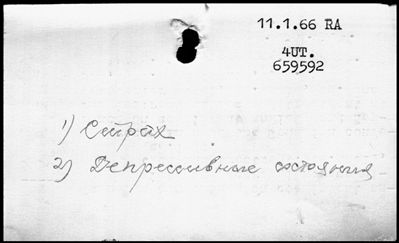 11.1.66 RA
4UT.
659592
1) Страх
2) Депрессивные состояния